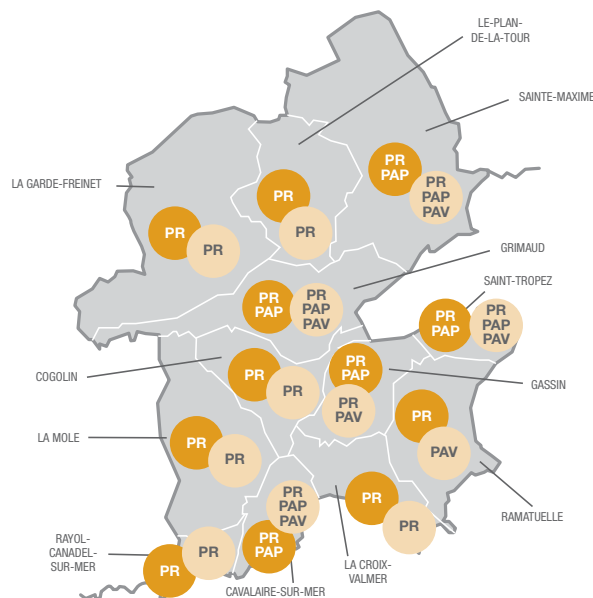 LE-PLAN-
DE-LA-TOUR
SAINTE-MAXIME
PR
PAP
PR
PAP
PAV
LA GARDE-FREINET
PR
PR
PR
PR
GRIMAUD
SAINT-TROPEZ
PR
PAP
PR
PAP
PAV
PR
PAP
PR
PAP
PAV
COGOLIN
PR
PR
PR
PAP
PR
PAV
GASSIN
LA MOLE
PR
PR
PR
PAV
RAMATUELLE
RAYOL-
CANADEL-
SUR-MER
PR
PR
PR
PAP
PAV
PR
PAP
CAVALAIRE-SUR-MER
PR
PR
LA CROIX-
VALMER